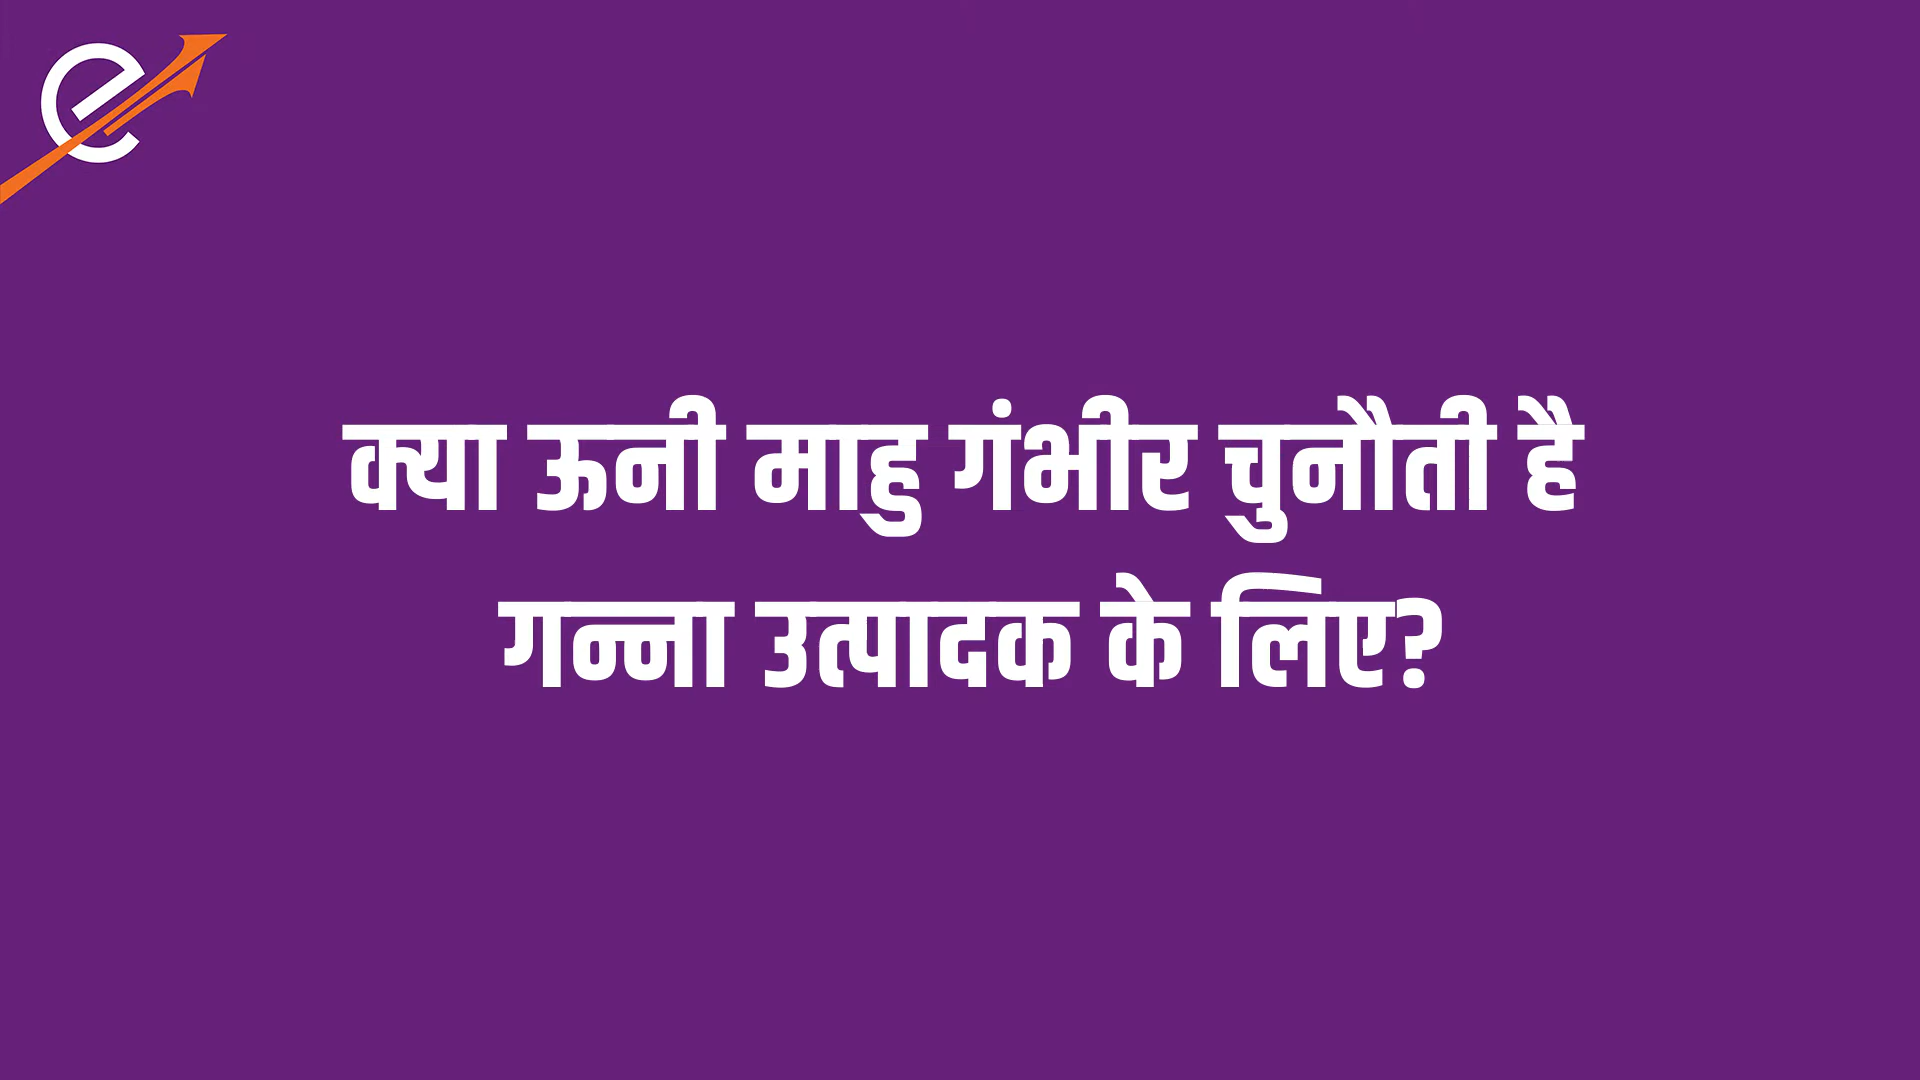 e
क्या ऊनी माहु गंभीर चुनौती है
गन्ना उत्पादक के लिए?